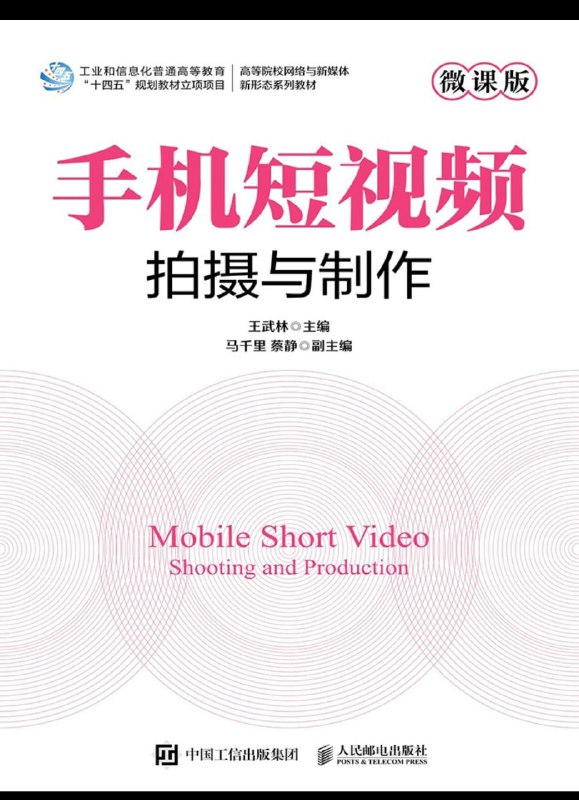 工业和信息化普通高等教育
“十四五”规划教材立项项目
高等院校网络与新媒体
新形态系列教材
微课版
手机短视频
拍摄与制作
王武林◎主编
马千里 蔡静◎副主编
Mobile Short Video
Shooting and Production
中国工信出版集团
人民邮电出版社
POSTS & TELECOM PRESS